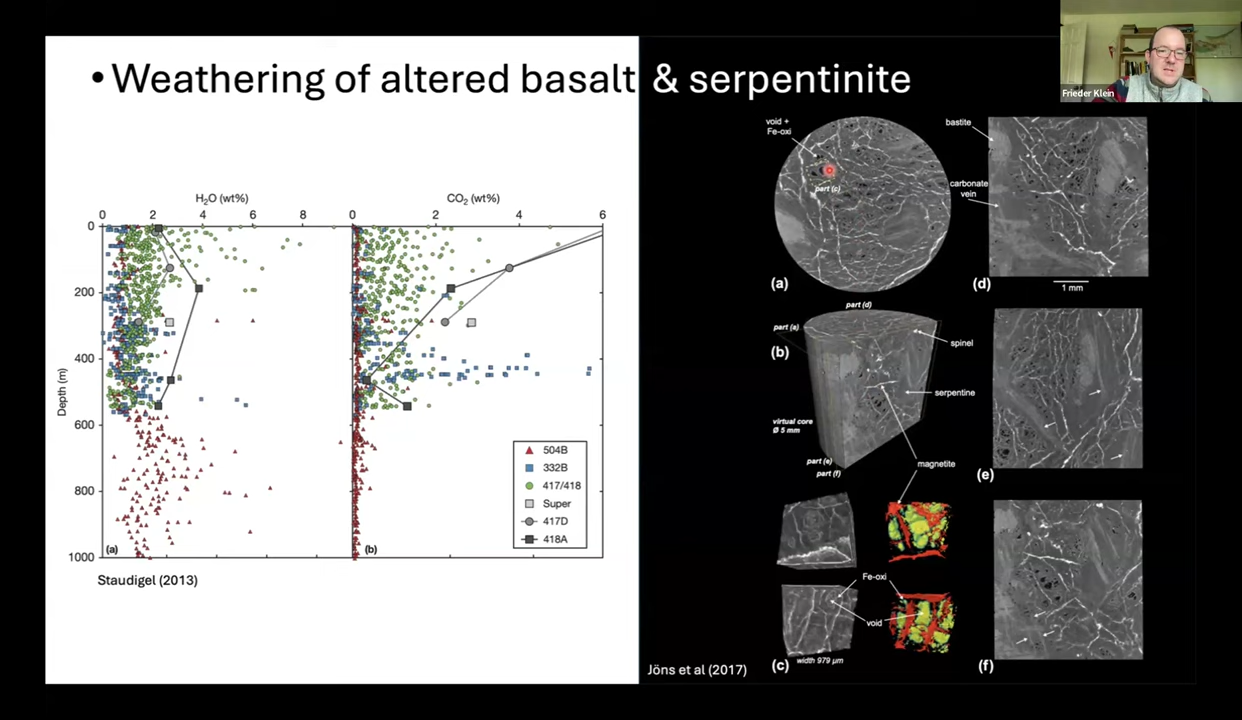 • Weathering of altered basalt & serpentinite
Frieder Klein
H₂O (wt%)
CO₂ (wt%)
0 2 4 6 8 0 2 4 6
Depth (m)
0
200
400
600
800
1000
(a)
(b)
504B
332B
417/418
Super
417D
418A
Staudigel (2013)
void +
Fe-oxi
part (c)
(a)
bastite
carbonate
vein
(d)
1 mm
part (d)
part (a)
(b)
spinel
serpentine
virtual core
Ø 5 mm
part (e)
part (f)
magnetite
(e)
Fe-oxi
void
(c)
width 979 µm
(f)
Jöns et al (2017)